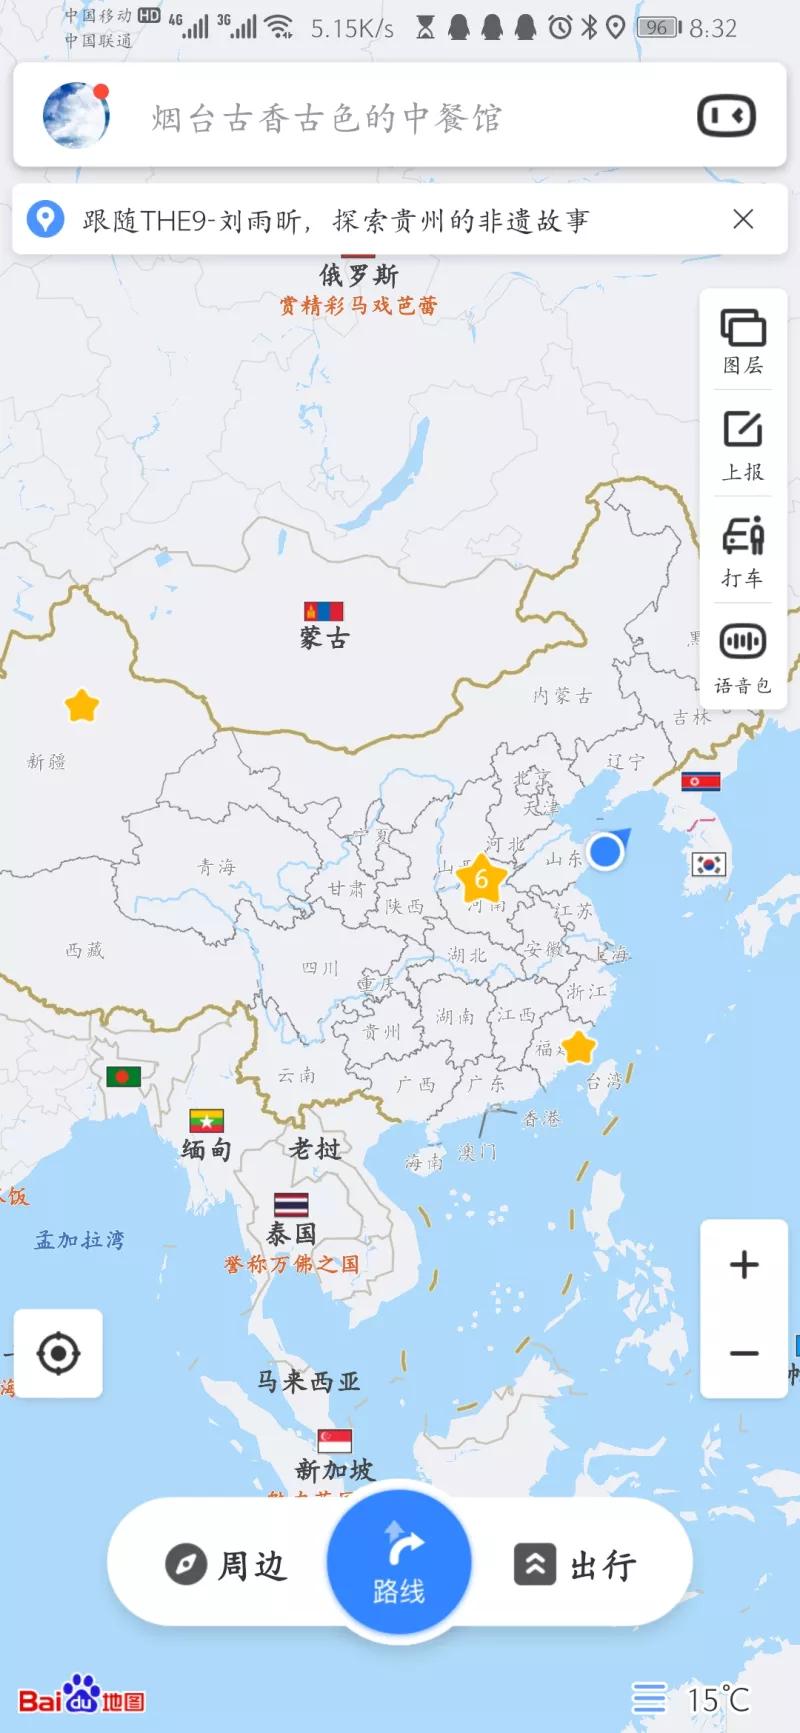 中国移动 HD 4G 3G 5.15K/s 96 8:32
中国联通
烟台古香古色的中餐馆
跟随THE9-刘雨昕，探索贵州的非遗故事
俄罗斯
赏精彩马戏芭蕾
图层
上报
打车
语音包
蒙古
内蒙古
黑
吉林
新疆
辽宁
北京
天津
宁夏
河北
山西
山东
青海
6
甘肃
陕西
河南
江苏
西藏
四川
湖北
安徽
上海
重庆
浙江
贵州
湖南
江西
福
云南
广西
广东
台湾
香港
澳门
海南
缅甸
老挝
泰国
誉称万佛之国
饭
孟加拉湾
海
马来西亚
新加坡
周边
路线
出行
Bai du 地图
15℃